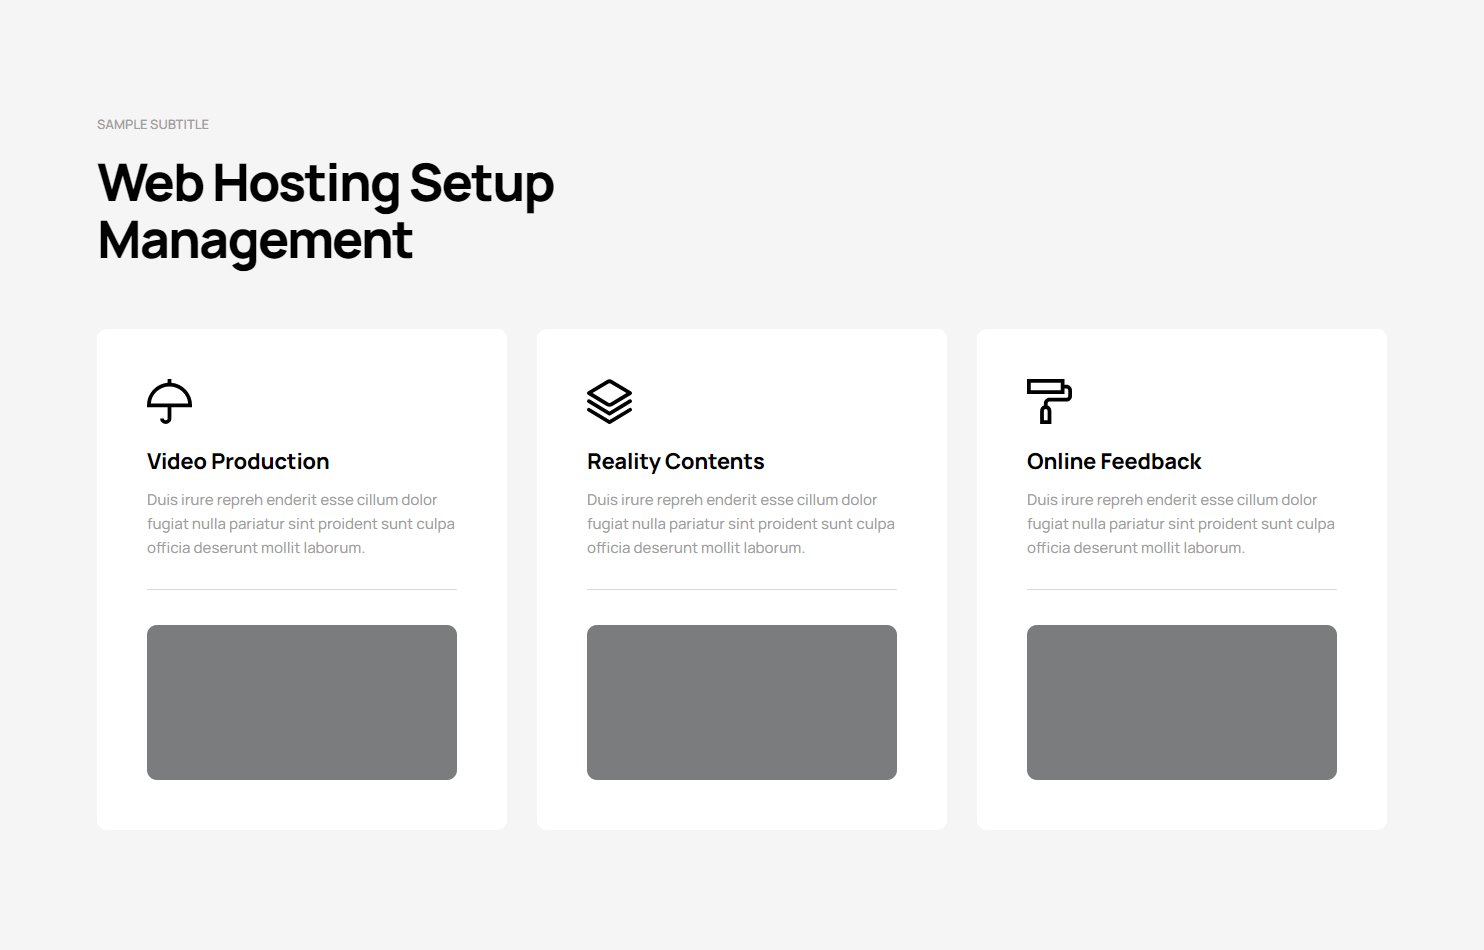 SAMPLE SUBTITLE
Web Hosting Setup
Management
Video Production
Duis irure repreh enderit esse cillum dolor
fugiat nulla pariatur sint proident sunt culpa
officia deserunt mollit laborum.
Reality Contents
Duis irure repreh enderit esse cillum dolor
fugiat nulla pariatur sint proident sunt culpa
officia deserunt mollit laborum.
Online Feedback
Duis irure repreh enderit esse cillum dolor
fugiat nulla pariatur sint proident sunt culpa
officia deserunt mollit laborum.